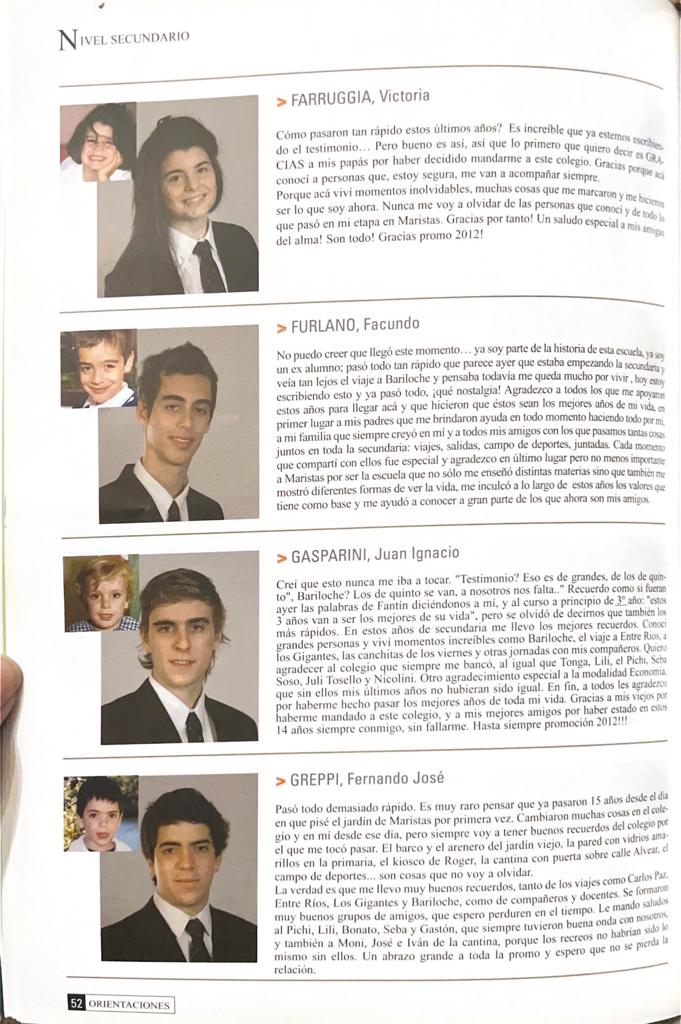 NIVEL SECUNDARIO
> FARRUGGIA, Victoria
Cómo pasaron tan rápido estos últimos años? Es increíble que ya estemos escribien-
do el testimonio... Pero bueno es así, así que lo primero que quiero decir es GRA-
CIAS a mis papás por haber decidido mandarme a este colegio. Gracias porque acá
conocí a personas que, estoy segura, me van a acompañar siempre.
Porque acá viví momentos inolvidables, muchas cosas que me marcaron y me hicieron
ser lo que soy ahora. Nunca me voy a olvidar de las personas que conocí y de todo lo
que pasó en mi etapa en Maristas. Gracias por tanto! Un saludo especial a mis amigas
del alma! Son todo! Gracias promo 2012!
> FURLANO, Facundo
No puedo creer que llegó este momento... ya soy parte de la historia de esta escuela, ya soy
un ex alumno; pasó todo tan rápido que parece ayer que estaba empezando la secundaria y
veía tan lejos el viaje a Bariloche y pensaba todavía me queda mucho por vivir, hoy estoy
escribiendo esto y ya pasó todo, ¡qué nostalgia! Agradezco a todos los que me apoyaron
estos años para llegar acá y que hicieron que éstos sean los mejores años de mi vida, en
primer lugar a mis padres que me brindaron ayuda en todo momento haciendo todo por mí,
a mi familia que siempre creyó en mí y a todos mis amigos con los que pasamos tantas cosas
juntos en toda la secundaria: viajes, salidas, campo de deportes, juntadas. Cada momento
que compartí con ellos fue especial y agradezco en último lugar pero no menos importante
a Maristas por ser la escuela que no sólo me enseñó distintas materias sino que también me
mostró diferentes formas de ver la vida, me inculcó a lo largo de estos años los valores que
tiene como base y me ayudó a conocer a gran parte de los que ahora son mis amigos.
> GASPARINI, Juan Ignacio
Creí que esto nunca me iba a tocar. "Testimonio? Eso es de grandes, de los de quin-
to", Bariloche? Los de quinto se van, a nosotros nos falta.." Recuerdo como si fueran
ayer las palabras de Fantín diciéndonos a mí, y al curso a principio de 3º año: "estos
3 años van a ser los mejores de su vida", pero se olvidó de decirnos que también los
más rápidos. En estos años de secundaria me llevo los mejores recuerdos. Conocí
grandes personas y viví momentos increíbles como Bariloche, el viaje a Entre Ríos, a
los Gigantes, las canchitas de los viernes y otras jornadas con mis compañeros. Quiero
agradecer al colegio que siempre me bancó, al igual que Tonga, Lili, el Pichi, Seba
Soso, Juli Tosello y Nicolini. Otro agradecimiento especial a la modalidad Economía,
que sin ellos mis últimos años no hubieran sido igual. En fin, a todos les agradezco
por haberme hecho pasar los mejores años de toda mi vida. Gracias a mis viejos por
haberme mandado a este colegio, y a mis mejores amigos por haber estado en estos
14 años siempre conmigo, sin fallarme. Hasta siempre promoción 2012!!!
> GREPPI, Fernando José
Pasó todo demasiado rápido. Es muy raro pensar que ya pasaron 15 años desde el día
en que pisé el jardín de Maristas por primera vez. Cambiaron muchas cosas en el cole-
gio y en mí desde ese día, pero siempre voy a tener buenos recuerdos del colegio por
el que me tocó pasar. El barco y el arenero del jardín viejo, la pared con vidrios ama-
rillos en la primaria, el kiosco de Roger, la cantina con puerta sobre calle Alvear, el
campo de deportes... son cosas que no voy a olvidar.
La verdad es que me llevo muy buenos recuerdos, tanto de los viajes como Carlos Paz,
Entre Ríos, Los Gigantes y Bariloche, como de compañeros y docentes. Se formaron
muy buenos grupos de amigos, que espero perduren en el tiempo. Le mando saludos
al Pichi, Lili, Bonato, Seba y Gastón, que siempre tuvieron buena onda con nosotros,
y también a Moni, José e Iván de la cantina, porque los recreos no habrían sido lo
mismo sin ellos. Un abrazo grande a toda la promo y espero que no se pierda la
relación.
52 ORIENTACIONES